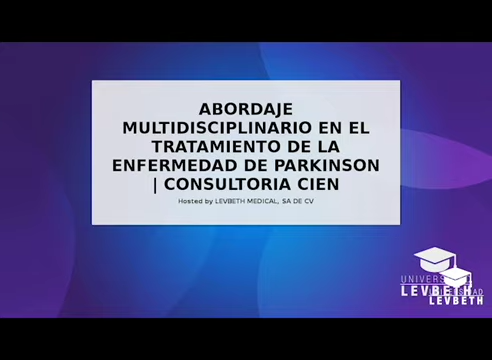 ABORDAJE
MULTIDISCIPLINARIO EN EL
TRATAMIENTO DE LA
ENFERMEDAD DE PARKINSON
| CONSULTORIA CIEN
Hosted by LEVBETH MEDICAL, SA DE CV
LEVBETH
LEVBETH